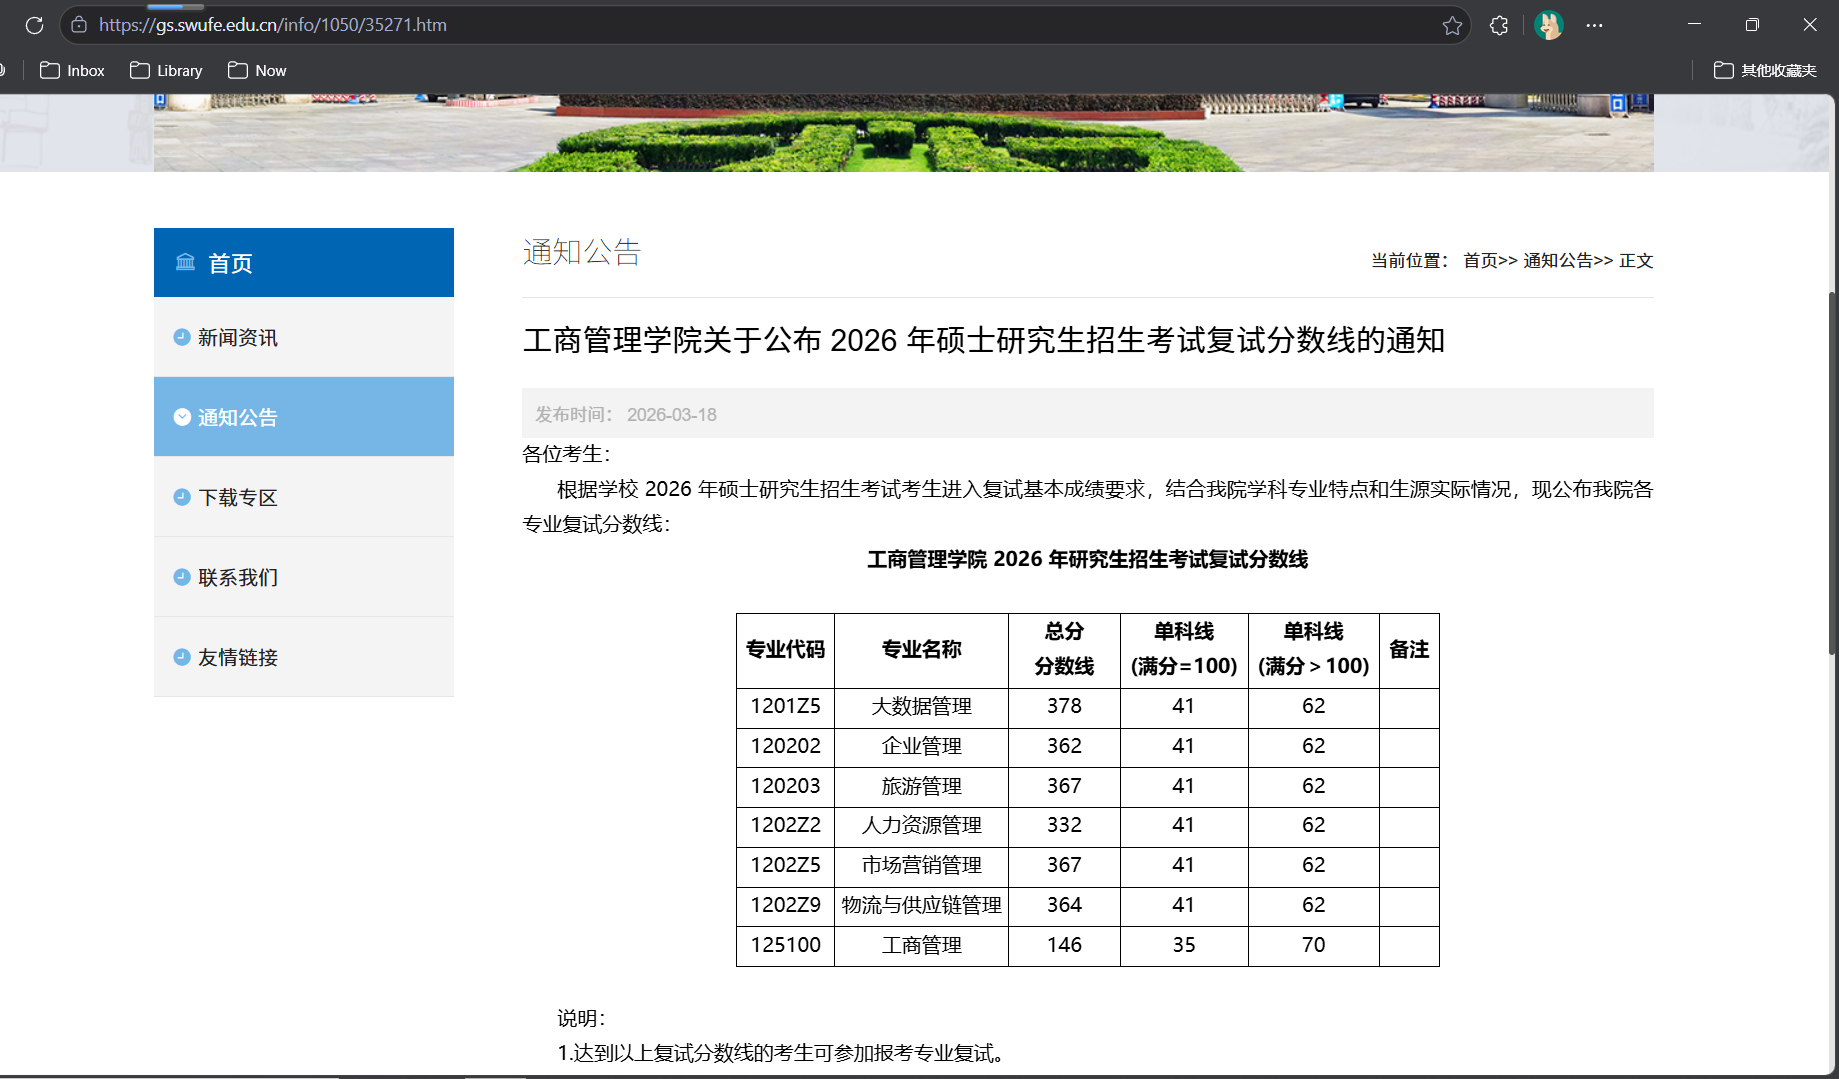 https://gs.swufe.edu.cn/info/1050/35271.htm
Inbox
Library
Now
其他收藏夹
首页
新闻资讯
通知公告
下载专区
联系我们
友情链接
通知公告
当前位置： 首页>> 通知公告>> 正文
工商管理学院关于公布 2026 年硕士研究生招生考试复试分数线的通知
发布时间： 2026-03-18
各位考生：
根据学校 2026 年硕士研究生招生考试考生进入复试基本成绩要求，结合我院学科专业特点和生源实际情况，现公布我院各
专业复试分数线：
工商管理学院 2026 年研究生招生考试复试分数线
专业代码 专业名称 总分分数线 单科线(满分=100) 单科线(满分＞100) 备注
1201Z5 大数据管理 378 41 62
120202 企业管理 362 41 62
120203 旅游管理 367 41 62
1202Z2 人力资源管理 332 41 62
1202Z5 市场营销管理 367 41 62
1202Z9 物流与供应链管理 364 41 62
125100 工商管理 146 35 70
说明：
1.达到以上复试分数线的考生可参加报考专业复试。